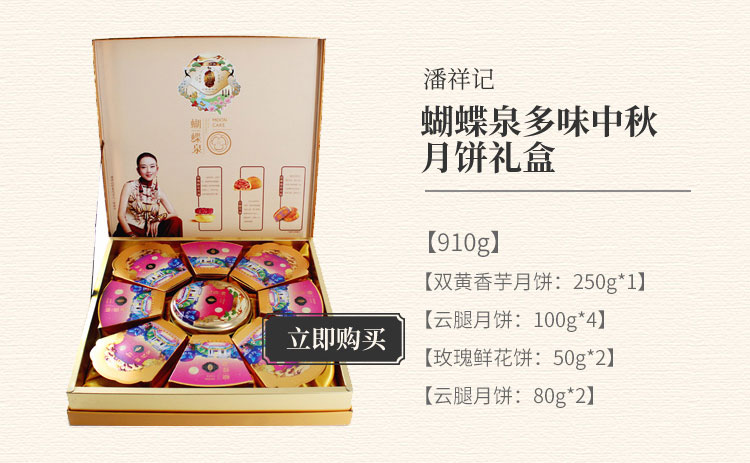 潘祥记
蝴蝶泉多味中秋
月饼礼盒
【910g】
【双黄香芋月饼：250g*1】
【云腿月饼：100g*4】
【玫瑰鲜花饼：50g*2】
【云腿月饼：80g*2】
立即购买
蝴蝶泉
MOON
CAKE